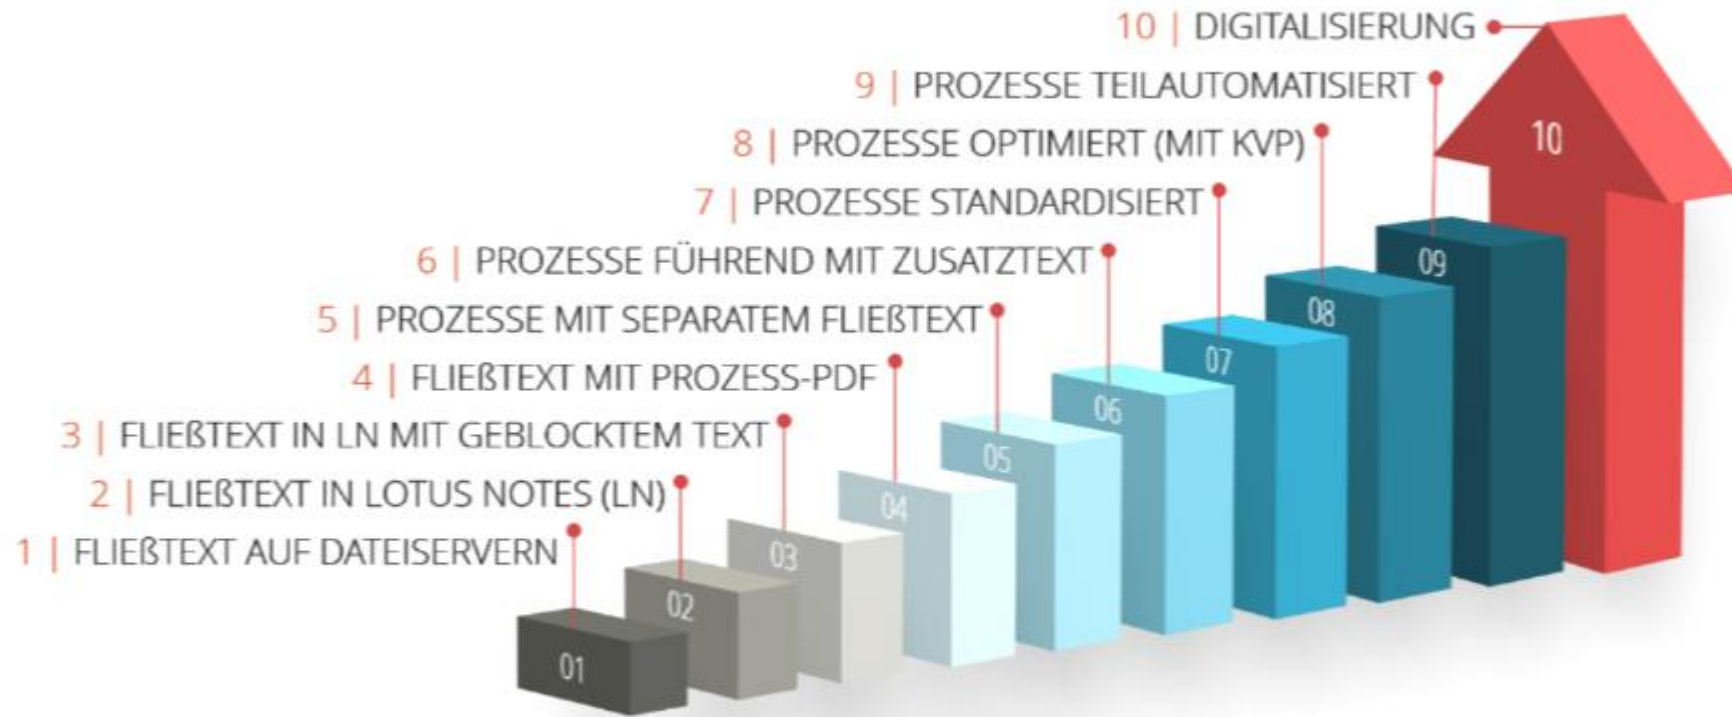 10 | DIGITALISIERUNG
9 | PROZESSE TEILAUTOMATISIERT
8 | PROZESSE OPTIMIERT (MIT KVP)
7 | PROZESSE STANDARDISIERT
6 | PROZESSE FÜHREND MIT ZUSATZTEXT
5 | PROZESSE MIT SEPARATEM FLIEßTEXT
4 | FLIEßTEXT MIT PROZESS-PDF
3 | FLIEßTEXT IN LN MIT GEBLOCKTEM TEXT
2 | FLIEßTEXT IN LOTUS NOTES (LN)
1 | FLIEßTEXT AUF DATEISERVERN
01
02
03
04
05
06
07
08
09
10